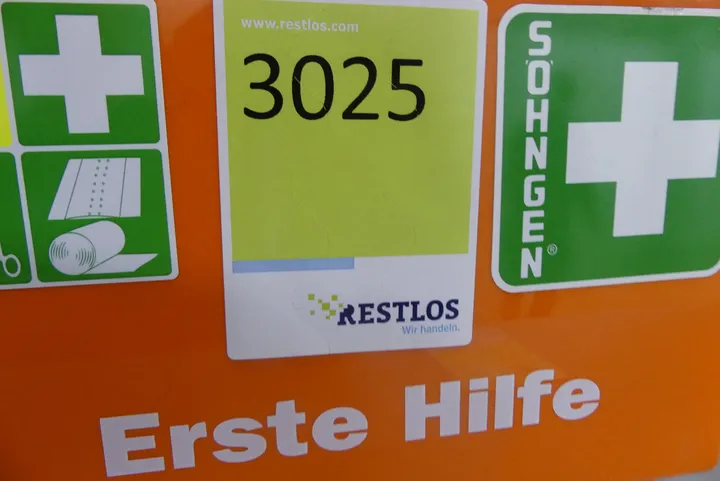 www.restlos.com
3025
RESTLOS
Wir handeln.
SÖHNGEN®
Erste Hilfe